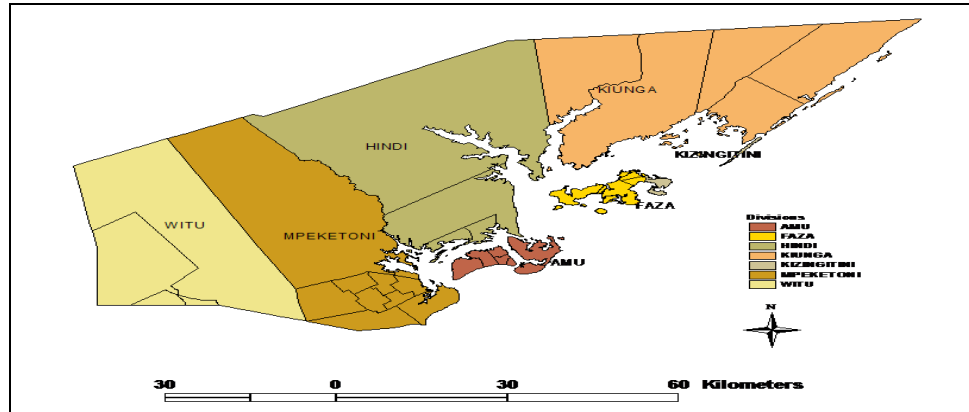 KIUNGA
HINDI
KIZINGITINI
FAZA
WITU
MPEKETONI
AMU
Divisions
AMU
FAZA
HINDI
KIUNGA
KIZINGITINI
MPEKETONI
WITU
N
30 0 30 60 Kilometers